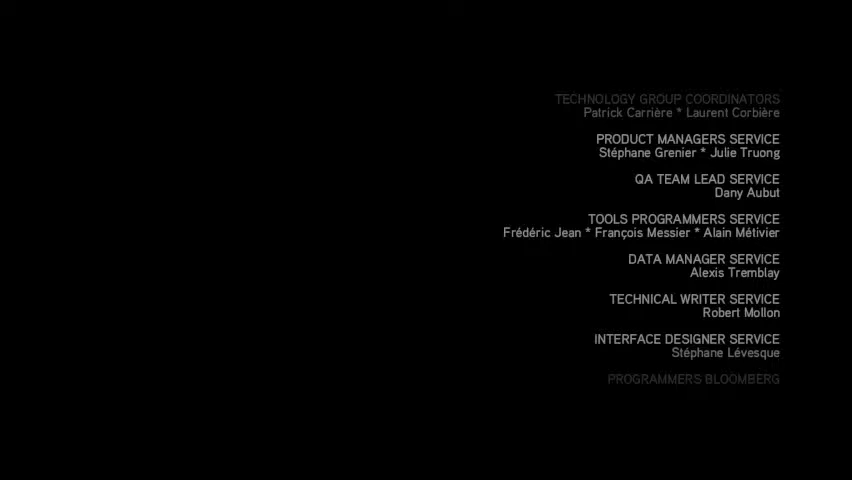 TECHNOLOGY GROUP COORDINATORS
Patrick Carrière * Laurent Corbière
PRODUCT MANAGERS SERVICE
Stéphane Grenier * Julie Truong
QA TEAM LEAD SERVICE
Dany Aubut
TOOLS PROGRAMMERS SERVICE
Frédéric Jean * François Messier * Alain Métivier
DATA MANAGER SERVICE
Alexis Tremblay
TECHNICAL WRITER SERVICE
Robert Mollon
INTERFACE DESIGNER SERVICE
Stéphane Lévesque
PROGRAMMERS BLOOMBERG